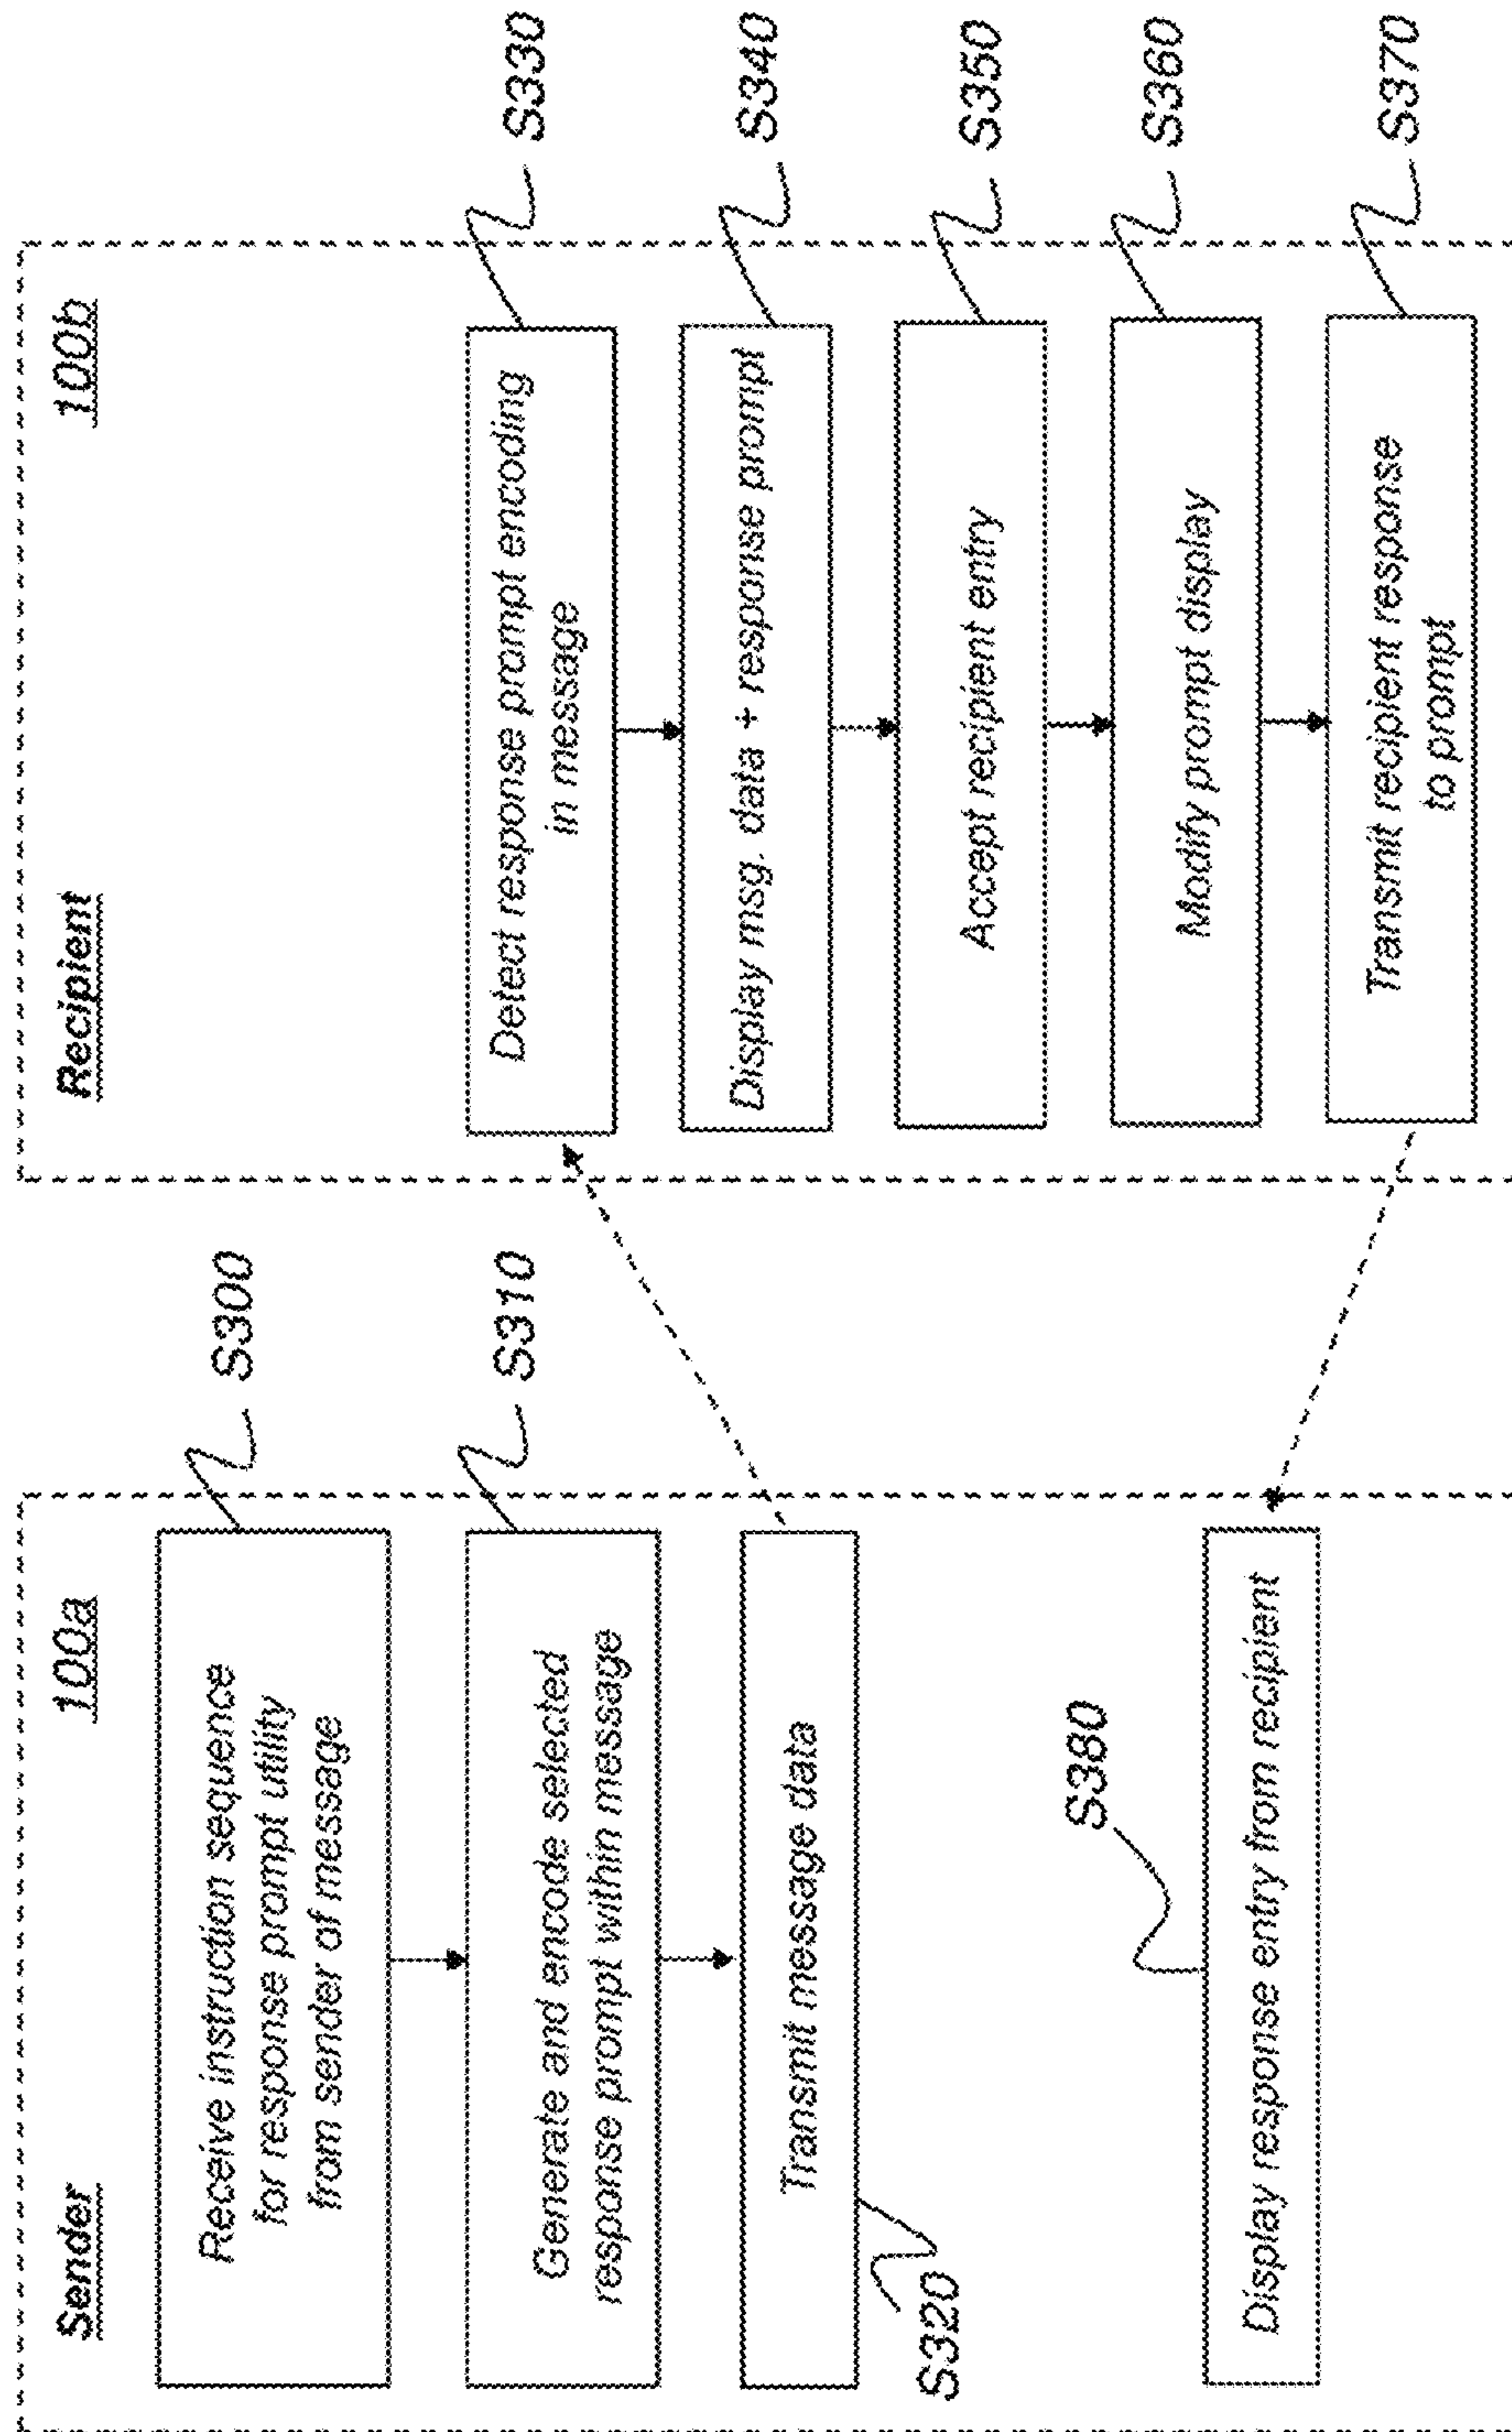 Sender
100a
Receive instruction sequence
for response prompt utility
from sender of message
S300
Generate and encode selected
response prompt within message
S310
Transmit message data
S320
Display response entry from recipient
S380
Recipient
100b
Detect response prompt encoding
in message
S330
Display msg. data + response prompt
S340
Accept recipient entry
S350
Modify prompt display
S360
Transmit recipient response
to prompt
S370